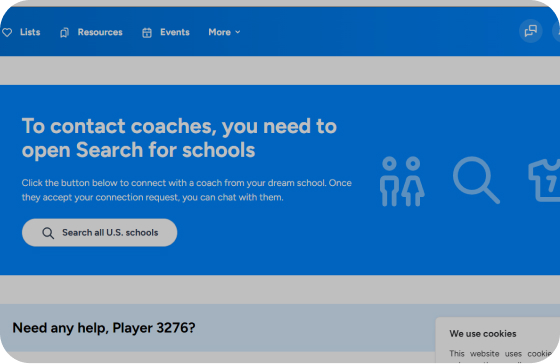 Lists Resources Events More
To contact coaches, you need to
open Search for schools
Click the button below to connect with a coach from your dream school. Once
they accept your connection request, you can chat with them.
7
Search all U.S. schools
Need any help, Player 3276?
We use cookies
This website uses